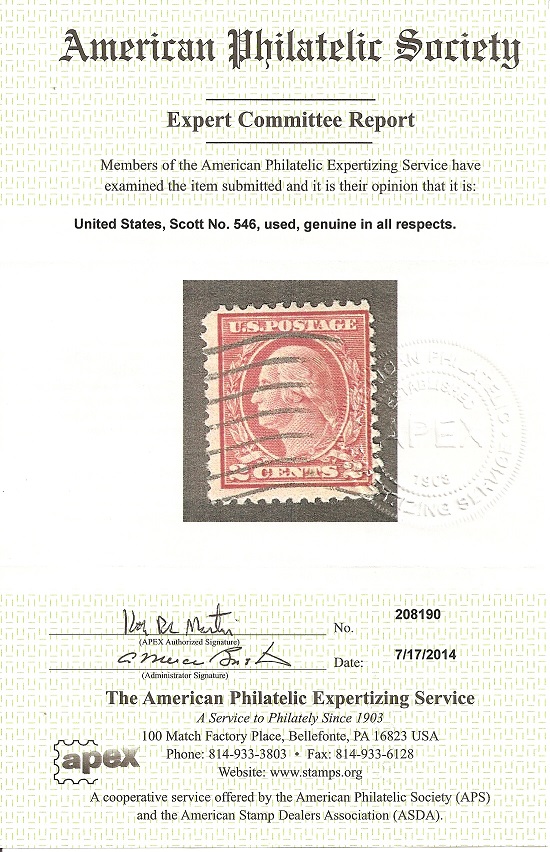 American Philatelic Society
Expert Committee Report
Members of the American Philatelic Expertizing Service have
examined the item submitted and it is their opinion that it is:
United States, Scott No. 546, used, genuine in all respects.
U.S. POSTAGE
2 CENTS 2
APEX
1903
No. 208190
(APEX Authorized Signature)
Date: 7/17/2014
(Administrator Signature)
The American Philatelic Expertizing Service
A Service to Philately Since 1903
100 Match Factory Place, Bellefonte, PA 16823 USA
Phone: 814-933-3803 • Fax: 814-933-6128
Website: www.stamps.org
apex
A cooperative service offered by the American Philatelic Society (APS)
and the American Stamp Dealers Association (ASDA).